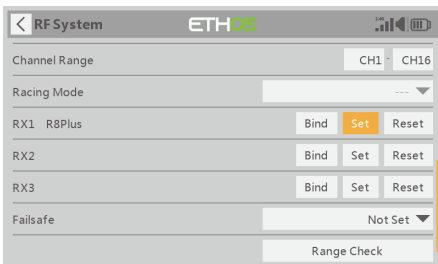 RF System ETHOS
Channel Range CH1 - CH16
Racing Mode ---
RX1 R8Plus Bind Set Reset
RX2 Bind Set Reset
RX3 Bind Set Reset
Failsafe Not Set
Range Check